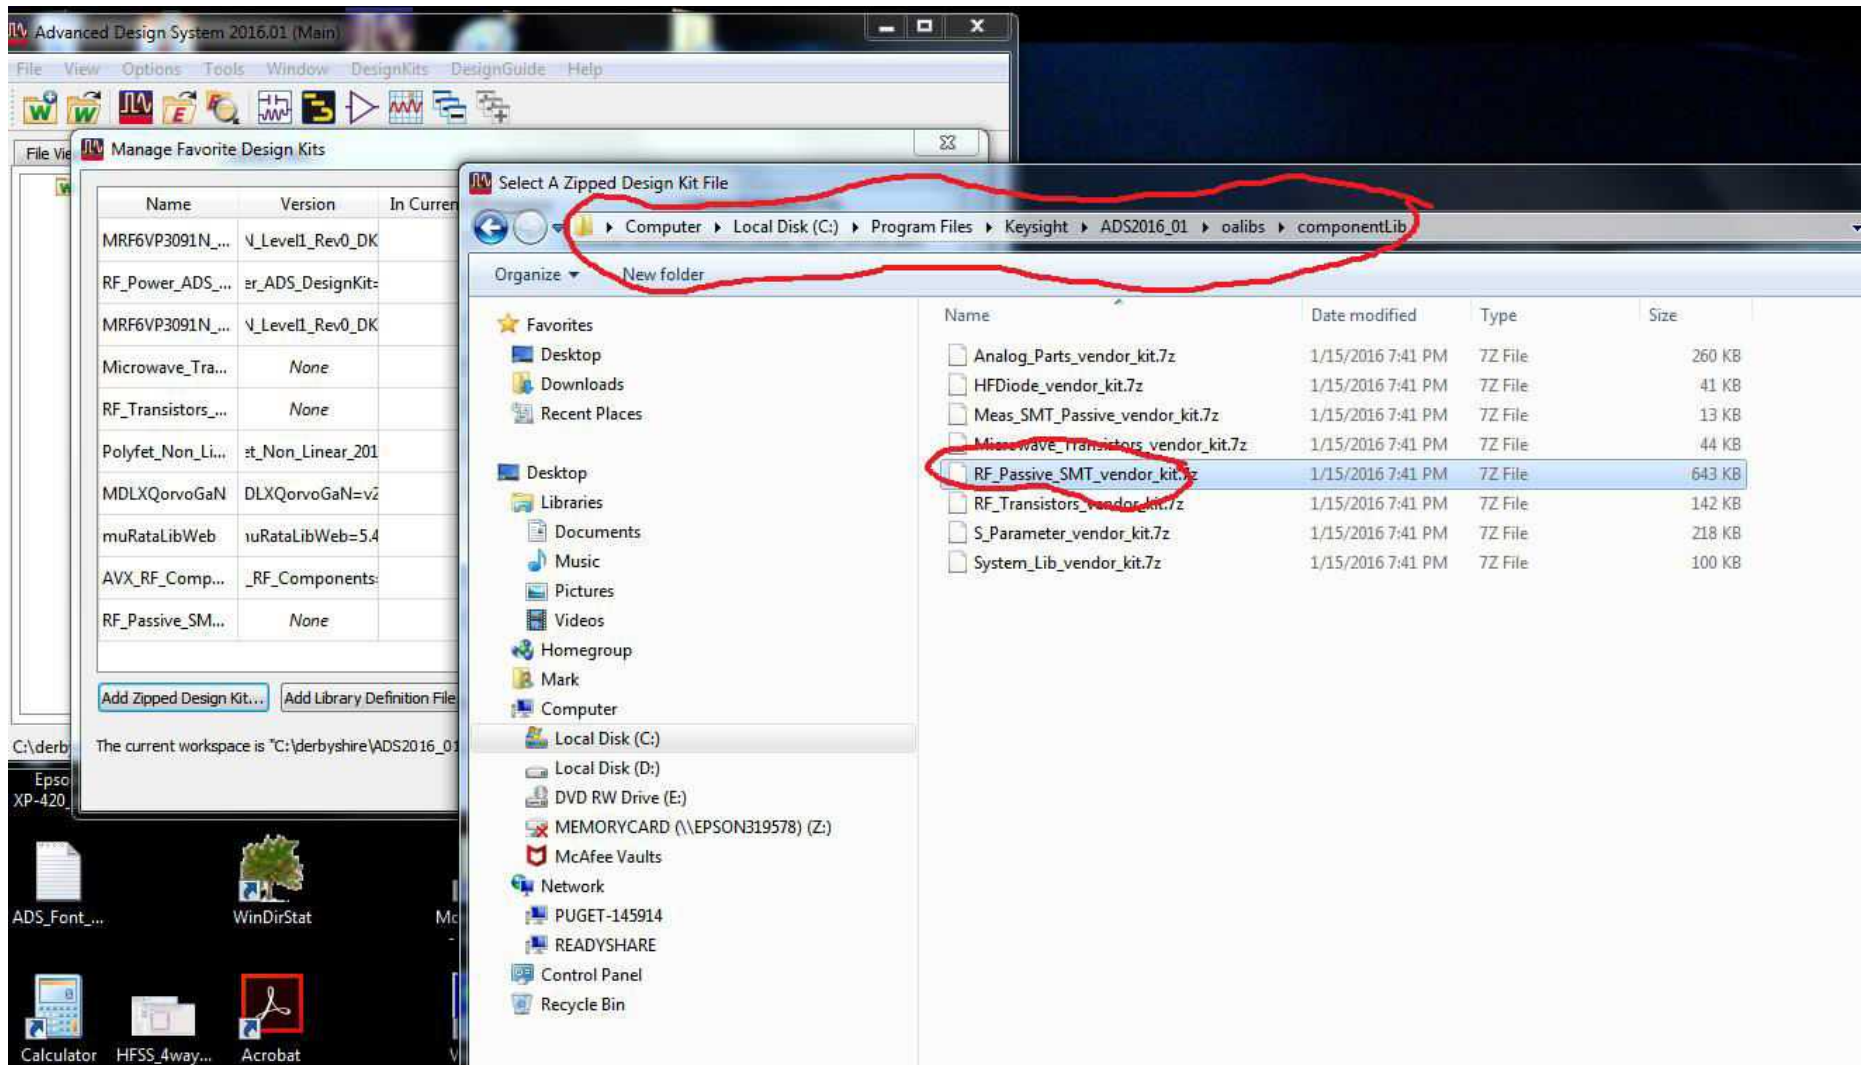 Advanced Design System 2016.01 (Main)
File View Options Tools Window DesignKits DesignGuide Help
File Vie
Manage Favorite Design Kits
Name Version In Curren
MRF6VP3091N_... N_Level1_Rev0_DK
RF_Power_ADS_... er_ADS_DesignKit=
MRF6VP3091N_... N_Level1_Rev0_DK
Microwave_Tra... None
RF_Transistors_... None
Polyfet_Non_Li... et_Non_Linear_201
MDLXQorvoGaN DLXQorvoGaN=v2
muRataLibWeb uRataLibWeb=5.4
AVX_RF_Comp... _RF_Components:
RF_Passive_SM... None
Add Zipped Design Kit... Add Library Definition File
The current workspace is "C:\derbyshire\ADS2016_01
C:\derb
Select A Zipped Design Kit File
Computer Local Disk (C:) Program Files Keysight ADS2016_01 oalibs componentLib
Organize New folder
Favorites
Desktop
Downloads
Recent Places
Desktop
Libraries
Documents
Music
Pictures
Videos
Homegroup
Mark
Computer
Local Disk (C:)
Local Disk (D:)
DVD RW Drive (E:)
MEMORYCARD (\\EPSON319578) (Z:)
McAfee Vaults
Network
PUGET-145914
READYSHARE
Control Panel
Recycle Bin
Name Date modified Type Size
Analog_Parts_vendor_kit.7z 1/15/2016 7:41 PM 7Z File 260 KB
HFDiode_vendor_kit.7z 1/15/2016 7:41 PM 7Z File 41 KB
Meas_SMT_Passive_vendor_kit.7z 1/15/2016 7:41 PM 7Z File 13 KB
Microwave_Transistors_vendor_kit.7z 1/15/2016 7:41 PM 7Z File 44 KB
RF_Passive_SMT_vendor_kit.7z 1/15/2016 7:41 PM 7Z File 643 KB
RF_Transistors_vendor_kit.7z 1/15/2016 7:41 PM 7Z File 142 KB
S_Parameter_vendor_kit.7z 1/15/2016 7:41 PM 7Z File 218 KB
System_Lib_vendor_kit.7z 1/15/2016 7:41 PM 7Z File 100 KB
Epso
XP-420_
ADS_Font_... WinDirStat Mc
Calculator HFSS_4way... Acrobat V